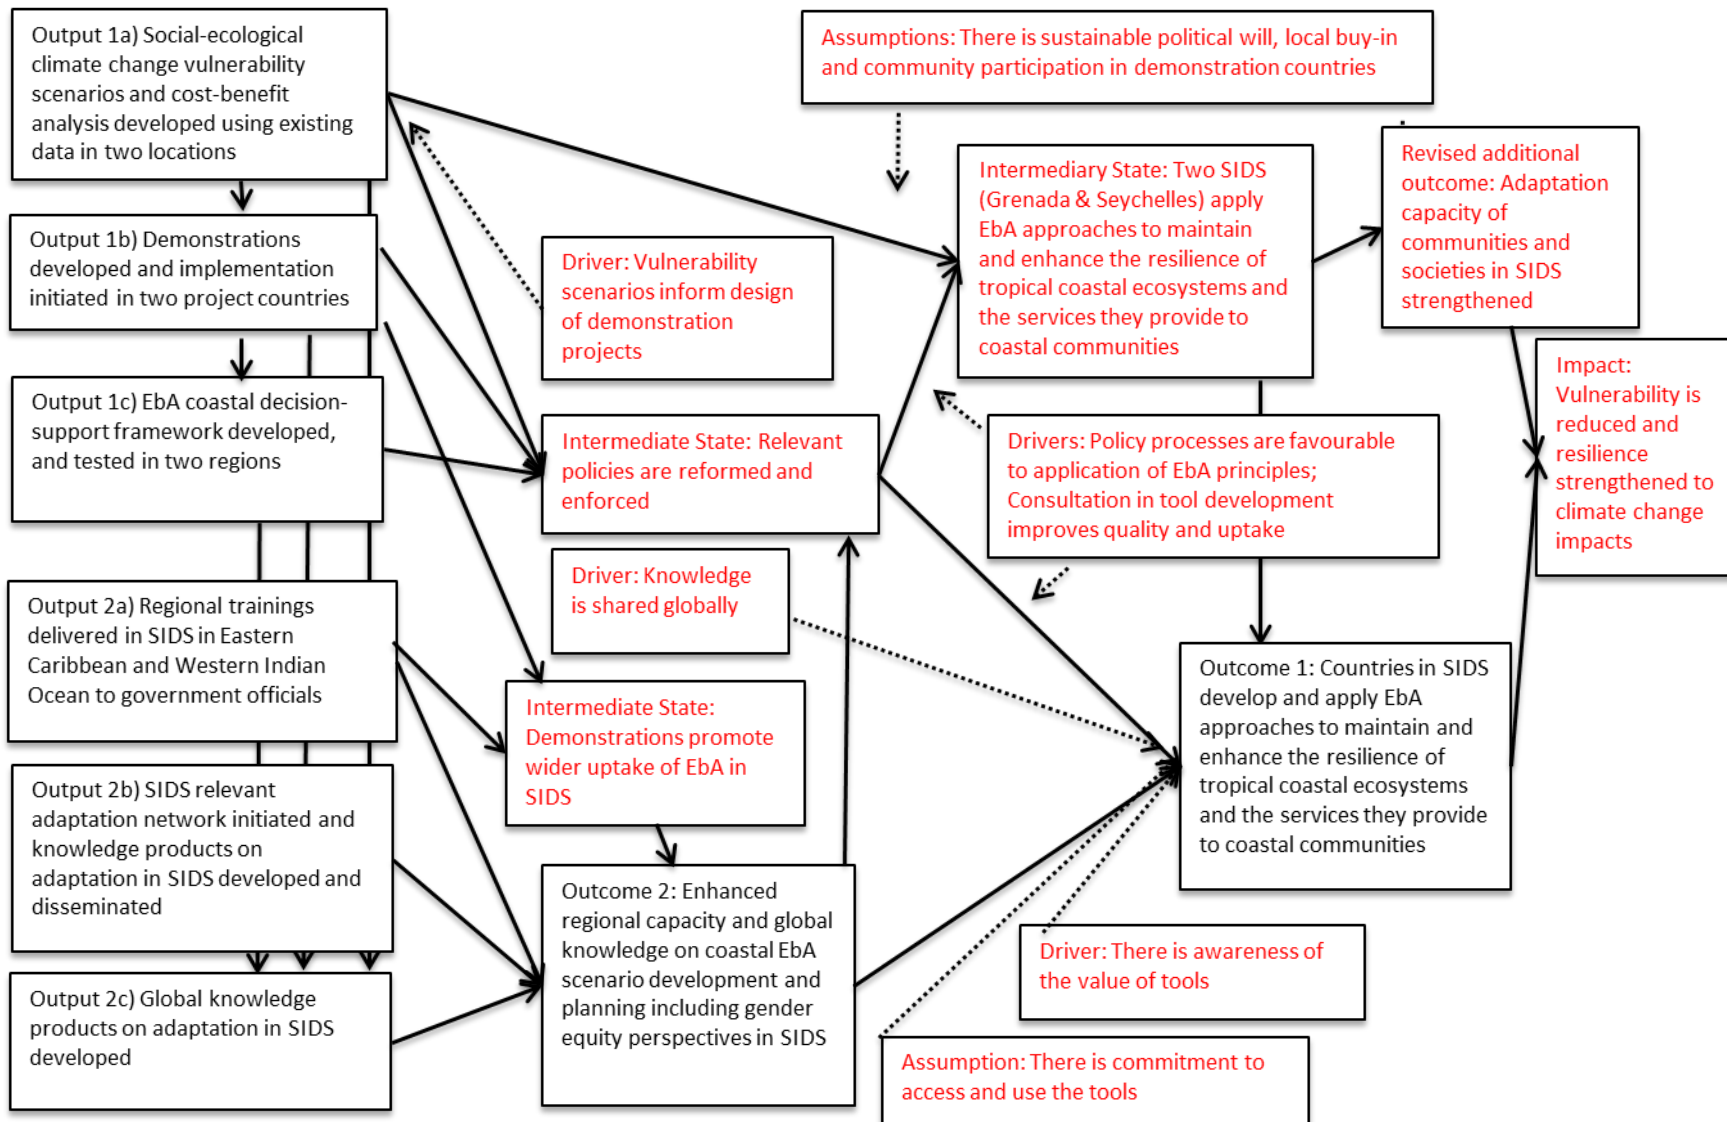 Output 1a) Social-ecological
climate change vulnerability
scenarios and cost-benefit
analysis developed using existing
data in two locations
Output 1b) Demonstrations
developed and implementation
initiated in two project countries
Output 1c) EbA coastal decision-
support framework developed,
and tested in two regions
Output 2a) Regional trainings
delivered in SIDS in Eastern
Caribbean and Western Indian
Ocean to government officials
Output 2b) SIDS relevant
adaptation network initiated and
knowledge products on
adaptation in SIDS developed and
disseminated
Output 2c) Global knowledge
products on adaptation in SIDS
developed
Driver: Vulnerability
scenarios inform design
of demonstration
projects
Intermediate State: Relevant
policies are reformed and
enforced
Driver: Knowledge
is shared globally
Intermediate State:
Demonstrations promote
wider uptake of EbA in
SIDS
Outcome 2: Enhanced
regional capacity and global
knowledge on coastal EbA
scenario development and
planning including gender
equity perspectives in SIDS
Assumptions: There is sustainable political will, local buy-in
and community participation in demonstration countries
Intermediary State: Two SIDS
(Grenada & Seychelles) apply
EbA approaches to maintain
and enhance the resilience of
tropical coastal ecosystems and
the services they provide to
coastal communities
Drivers: Policy processes are favourable
to application of EbA principles;
Consultation in tool development
improves quality and uptake
Outcome 1: Countries in SIDS
develop and apply EbA
approaches to maintain and
enhance the resilience of
tropical coastal ecosystems
and the services they provide
to coastal communities
Driver: There is awareness of
the value of tools
Assumption: There is commitment to
access and use the tools
Revised additional
outcome: Adaptation
capacity of
communities and
societies in SIDS
strengthened
Impact:
Vulnerability is
reduced and
resilience
strengthened to
climate change
impacts